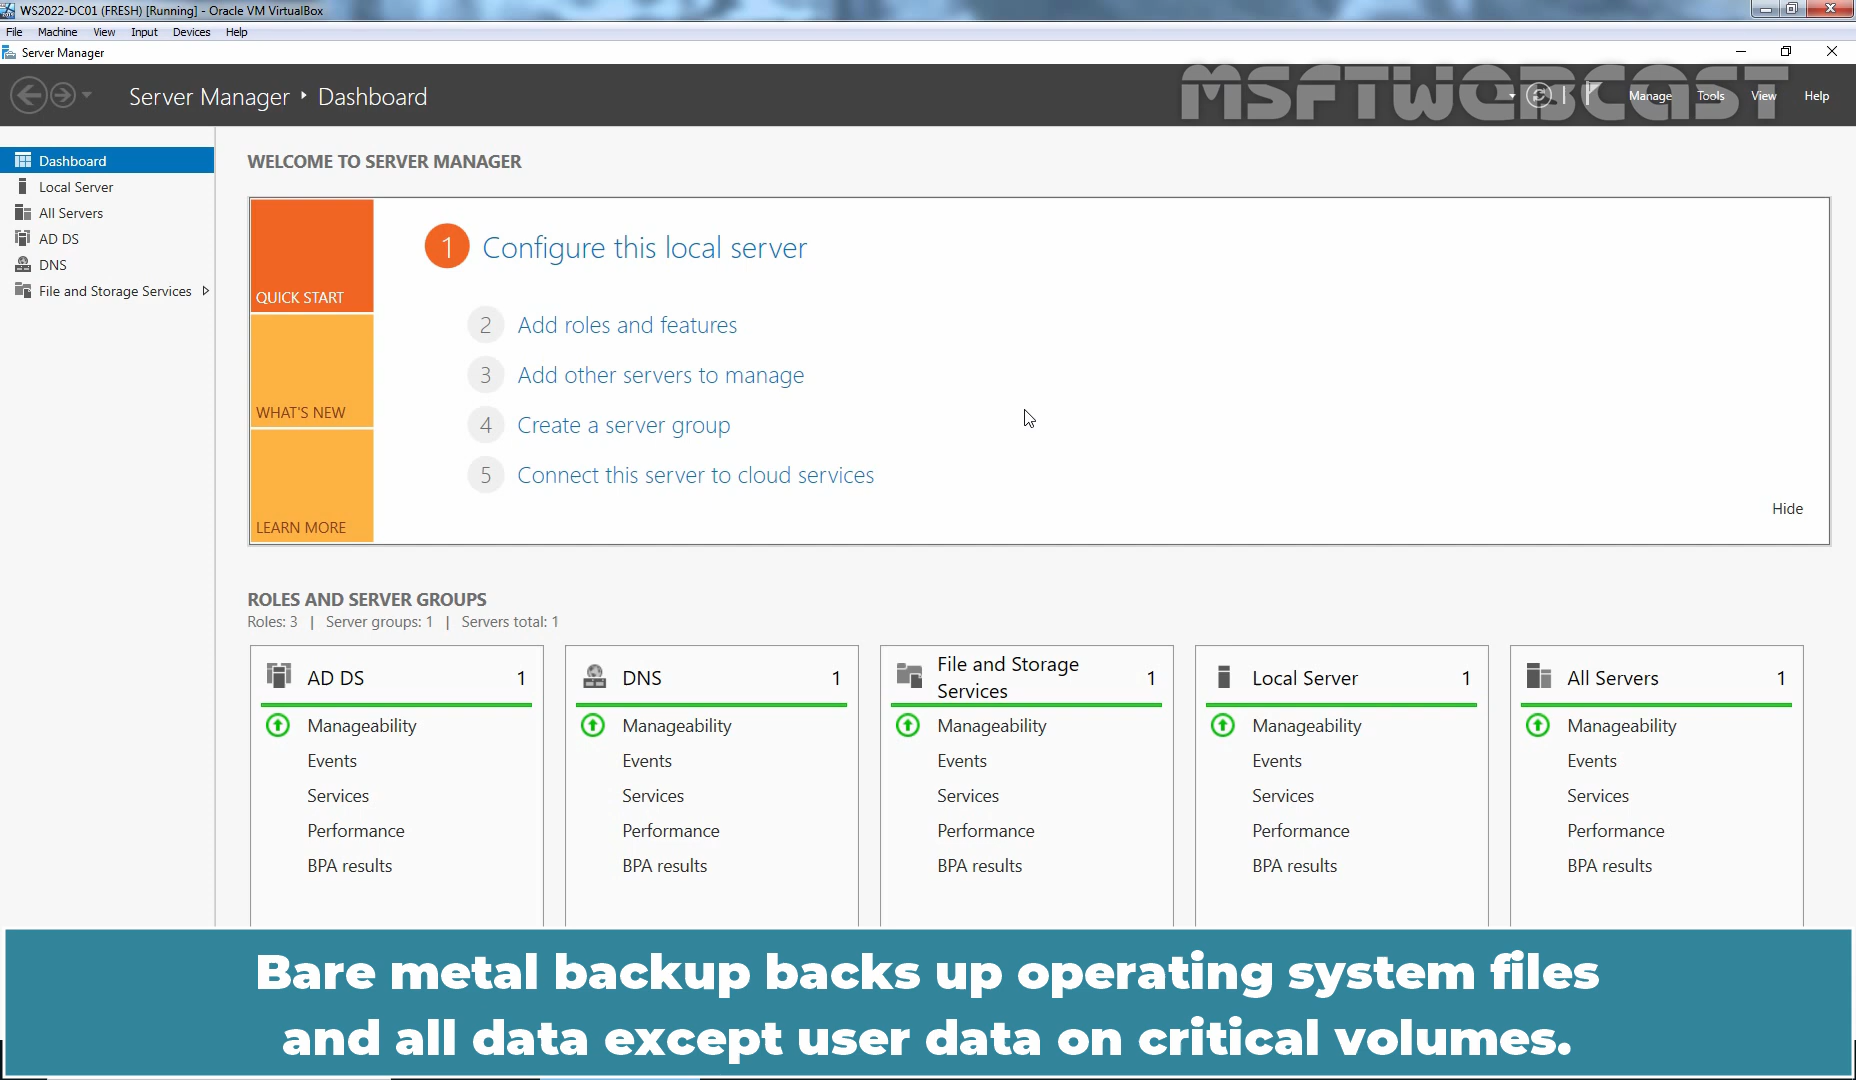 WS2022-DC01 (FRESH) [Running] - Oracle VM VirtualBox
File Machine View Input Devices Help
Server Manager
Server Manager ‣ Dashboard
MSFTWEBCAST
Manage Tools View Help
Dashboard
Local Server
All Servers
AD DS
DNS
File and Storage Services
WELCOME TO SERVER MANAGER
QUICK START
WHAT'S NEW
LEARN MORE
1 Configure this local server
2 Add roles and features
3 Add other servers to manage
4 Create a server group
5 Connect this server to cloud services
Hide
ROLES AND SERVER GROUPS
Roles: 3 | Server groups: 1 | Servers total: 1
AD DS 1
Manageability
Events
Services
Performance
BPA results
DNS 1
Manageability
Events
Services
Performance
BPA results
File and Storage
Services 1
Manageability
Events
Services
Performance
BPA results
Local Server 1
Manageability
Events
Services
Performance
BPA results
All Servers 1
Manageability
Events
Services
Performance
BPA results
Bare metal backup backs up operating system files
and all data except user data on critical volumes.